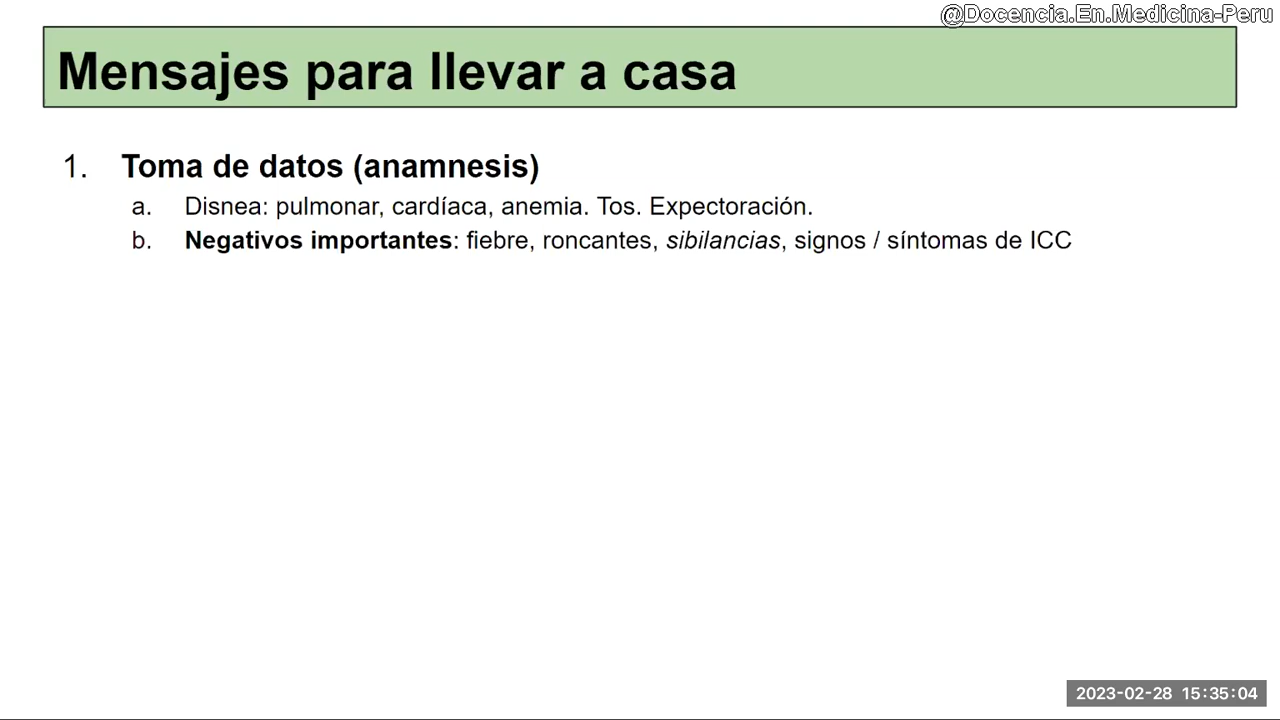 @Docencia.En.Medicina-Peru
Mensajes para llevar a casa
1. Toma de datos (anamnesis)
a. Disnea: pulmonar, cardíaca, anemia. Tos. Expectoración.
b. Negativos importantes: fiebre, roncantes, sibilancias, signos / síntomas de ICC
2023-02-28 15:35:04